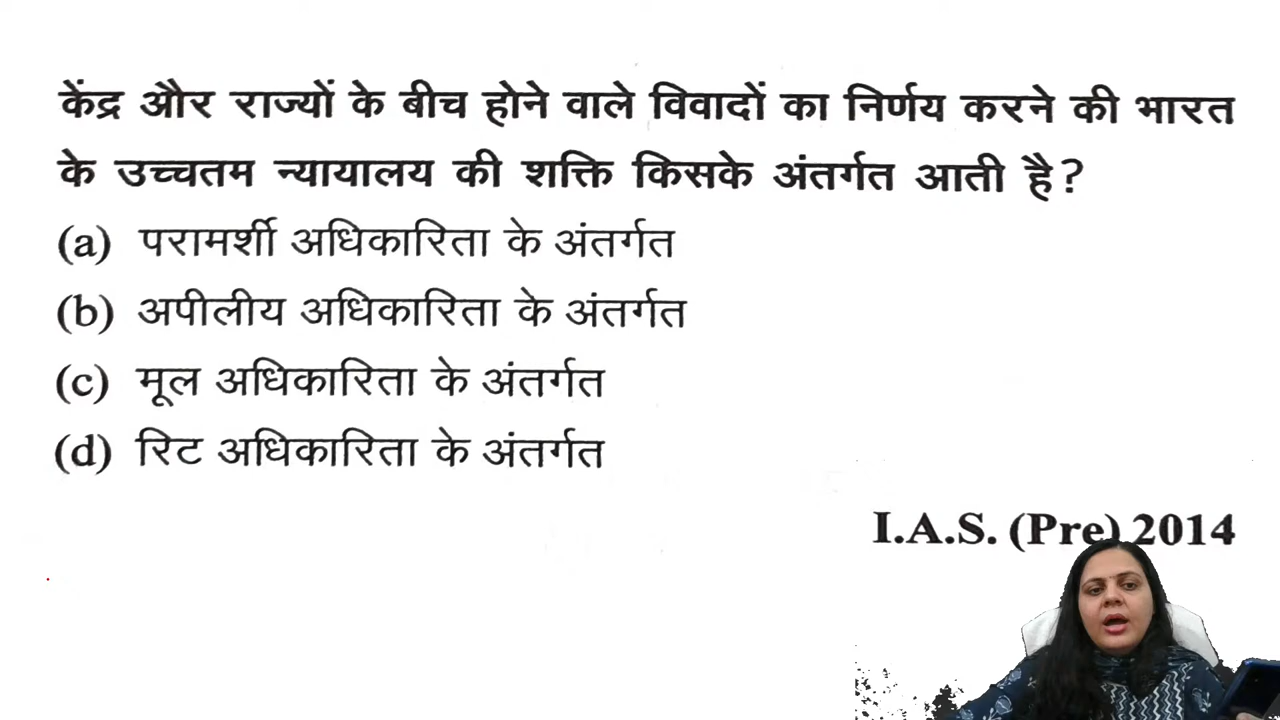 केंद्र और राज्यों के बीच होने वाले विवादों का निर्णय करने की भारत
के उच्चतम न्यायालय की शक्ति किसके अंतर्गत आती है?
(a) परामर्शी अधिकारिता के अंतर्गत
(b) अपीलीय अधिकारिता के अंतर्गत
(c) मूल अधिकारिता के अंतर्गत
(d) रिट अधिकारिता के अंतर्गत
I.A.S. (Pre) 2014